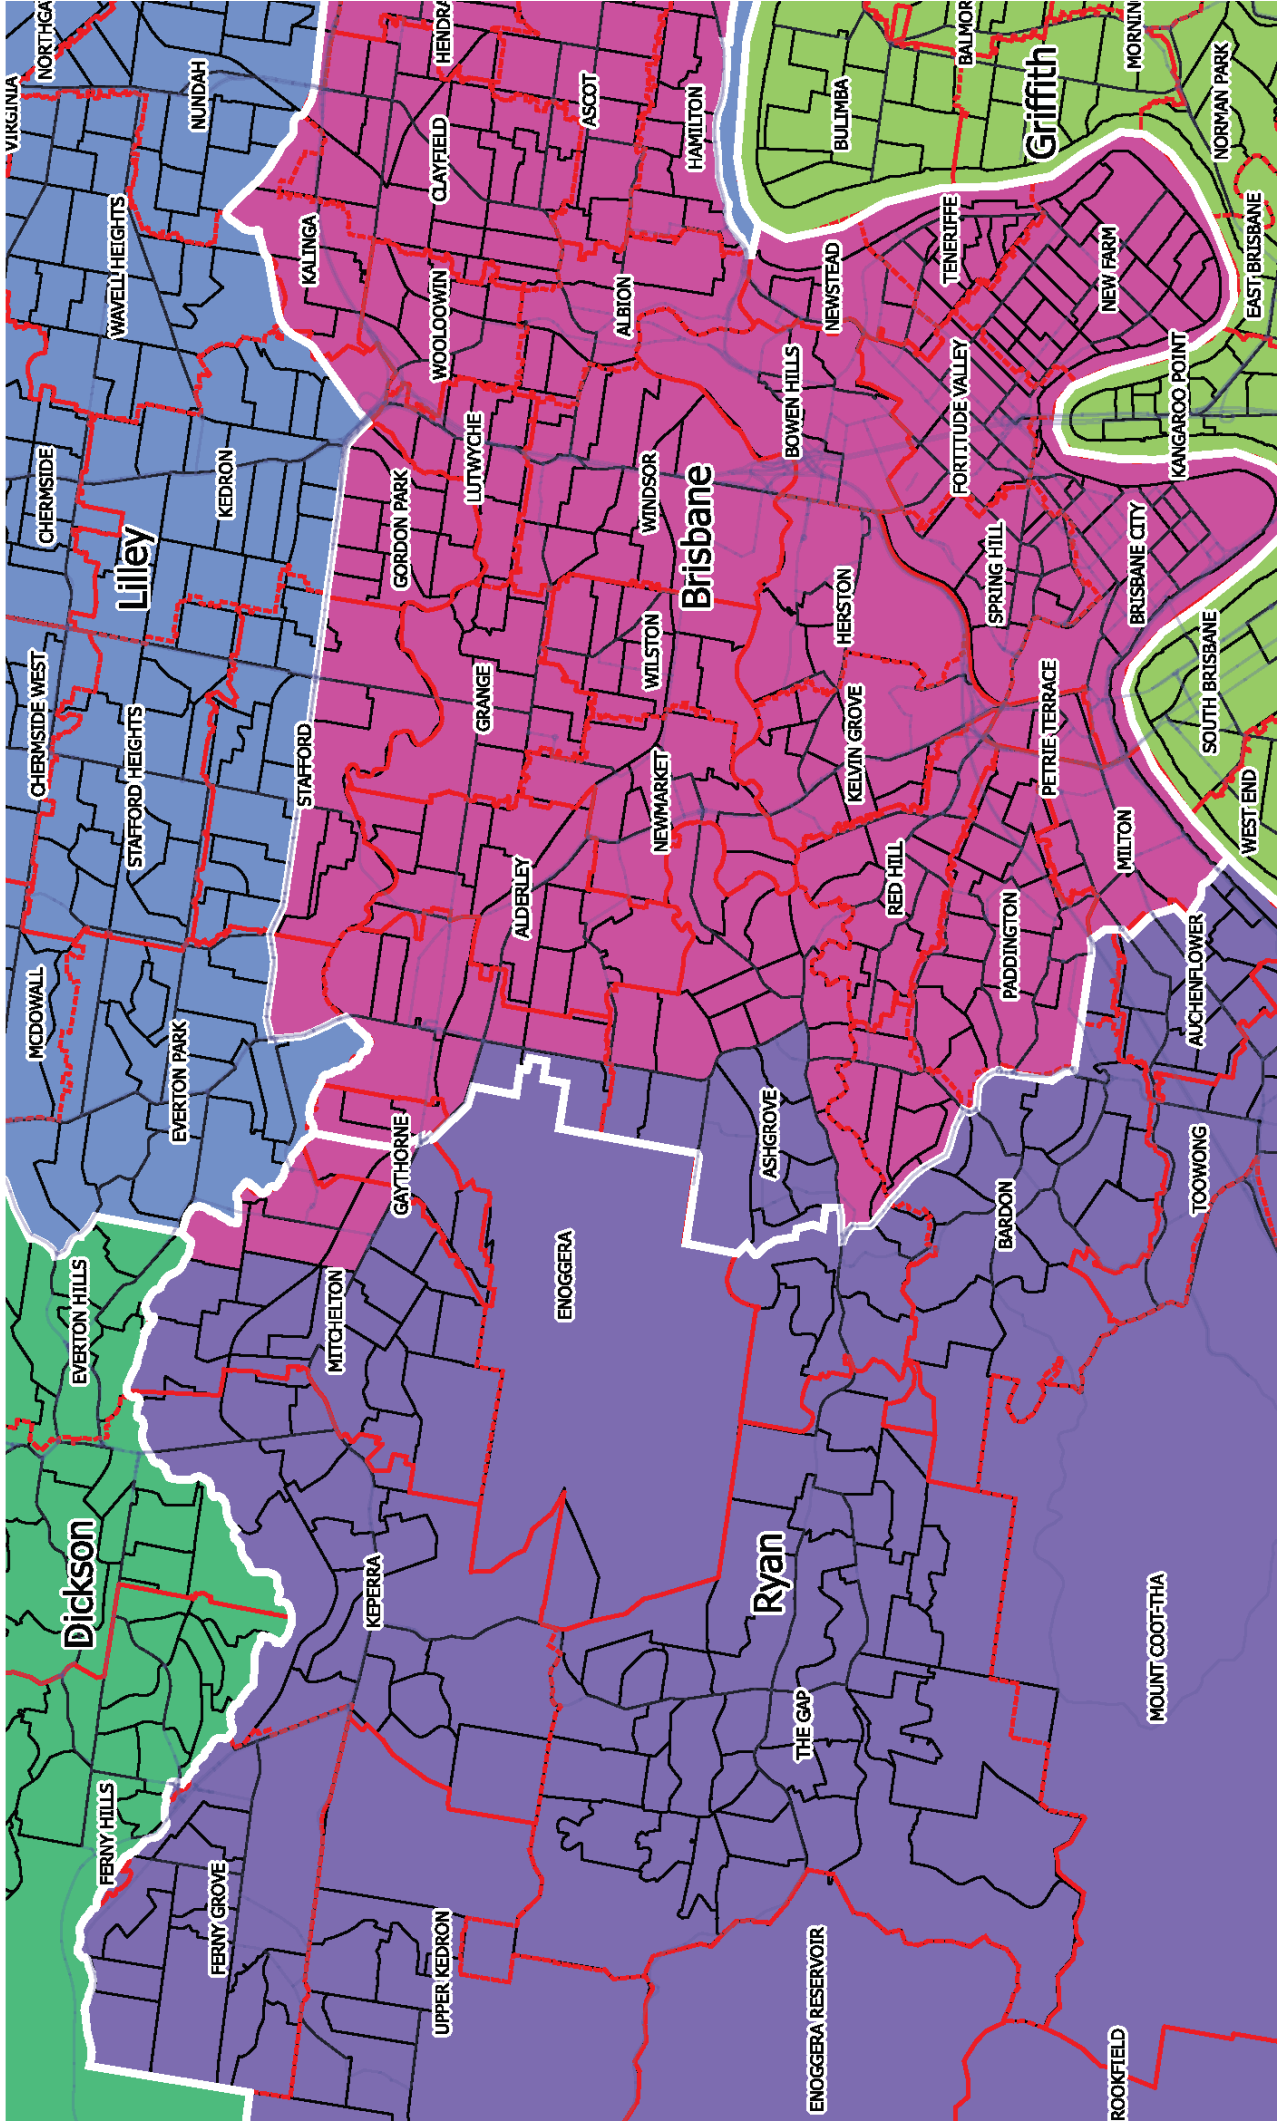 VIRGINIA
MCDOWALL
CHERMSIDE WEST
CHERMSIDE
NORTHGA
Dickson
EVERTON HILLS
FERNY HILLS
STAFFORD HEIGHTS
Lilley
WAVELL HEIGHTS
EVERTON PARK
NUNDAH
FERNY GROVE
KEDRON
STAFFORD
KALINGA
MITCHELTON
KEPERRA
GAYTHORNE
GORDON PARK
UPPER KEDRON
WOOLOOWIN
CLAYFIELD
HENDRA
LUTWYCHE
GRANGE
ALDERLEY
ENOGGERA
ASCOT
ALBION
WINDSOR
WILSTON
NEWMARKET
HAMILTON
Brisbane
Ryan
ASHGROVE
BOWEN HILLS
THE GAP
ENOGGERA RESERVOIR
NEWSTEAD
BULIMBA
HERSTON
KELVIN GROVE
RED HILL
TENERIFFE
FORTITUDE VALLEY
BALMOR
SPRING HILL
PADDINGTON
BARDON
Griffith
PETRIE TERRACE
NEW FARM
ROOKFIELD
MILTON
BRISBANE CITY
MORNIN
MOUNT COOT-THA
KANGAROO POINT
AUCHENFLOWER
TOOWONG
SOUTH BRISBANE
NORMAN PARK
WEST END
EAST BRISBANE